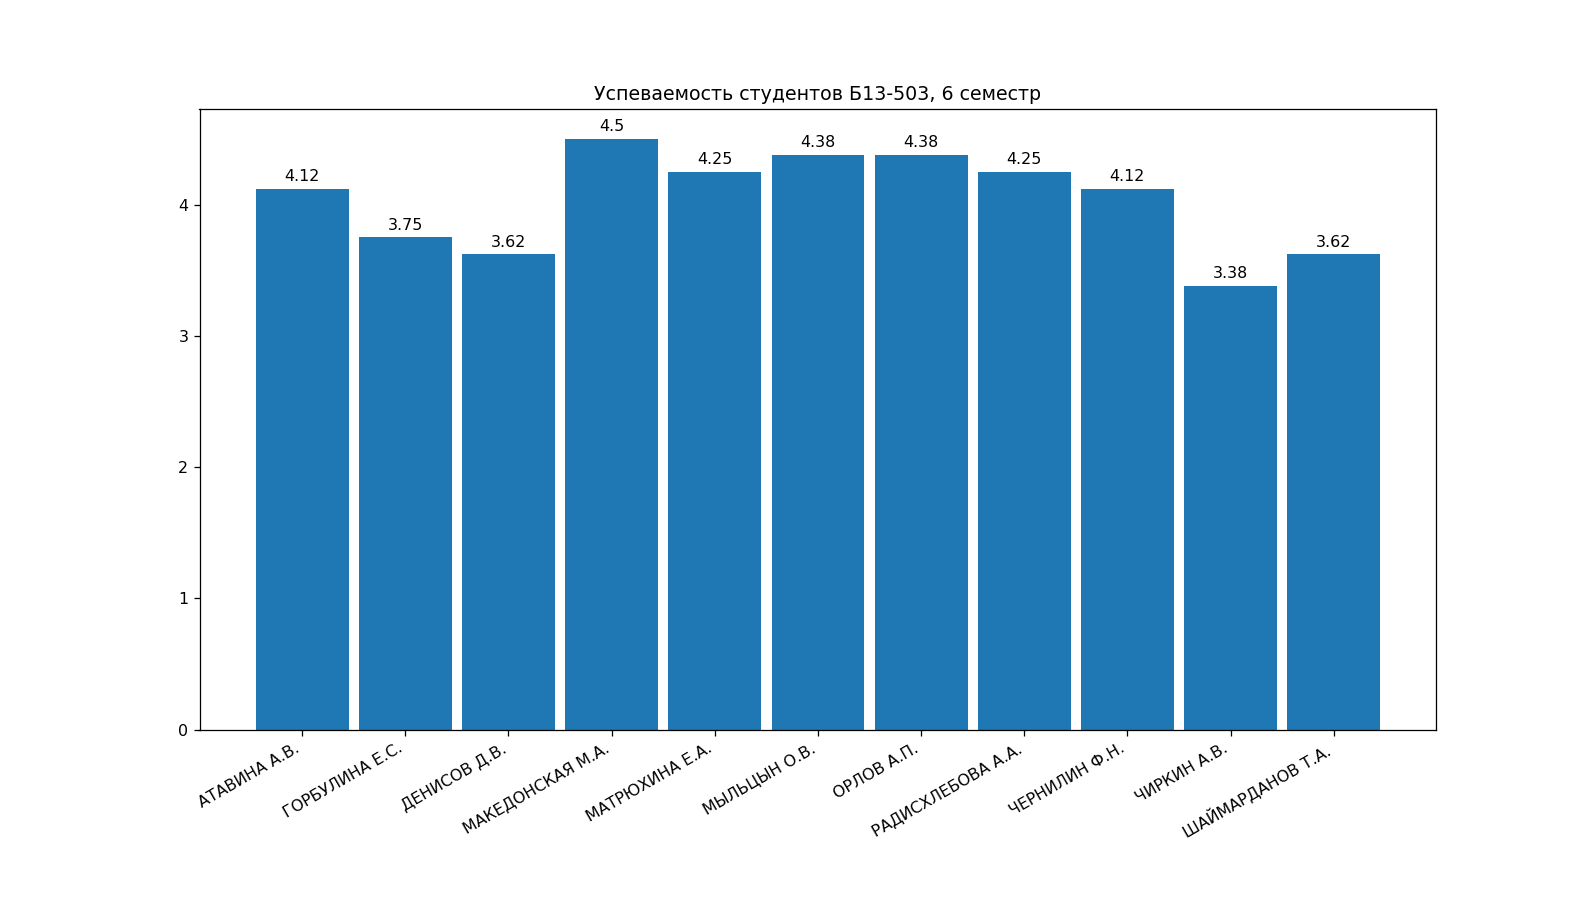 Успеваемость студентов Б13-503, 6 семестр
4.12
3.75
3.62
4.5
4.25
4.38
4.38
4.25
4.12
3.38
3.62
4
3
2
1
0
АТАВИНА А.В.
ГОРБУЛИНА Е.С.
ДЕНИСОВ Д.В.
МАКЕДОНСКАЯ М.А.
МАТРЮХИНА Е.А.
МЫЛЬЦЫН О.В.
ОРЛОВ А.П.
РАДИСХЛЕБОВА А.А.
ЧЕРНИЛИН Ф.Н.
ЧИРКИН А.В.
ШАЙМАРДАНОВ Т.А.